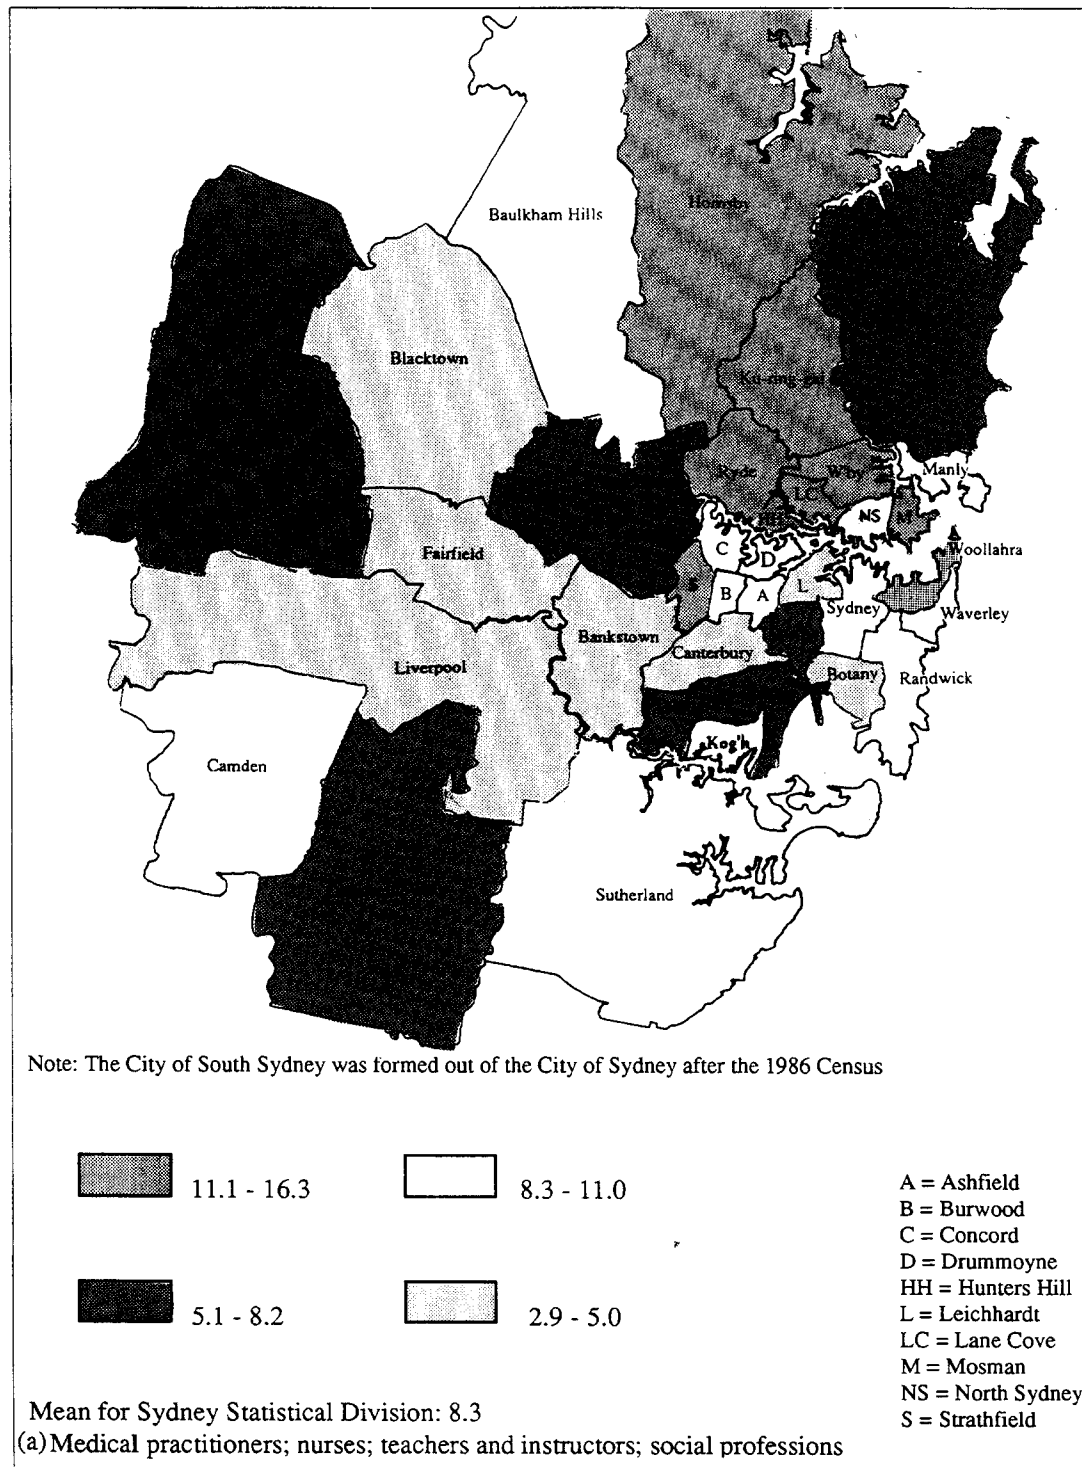 M
Hornsby
Baulkham Hills
Blacktown
Ku-ring-gai
Ryde
W'by
Manly
LC
HH
NS
M
Fairfield
C
D
Woollahra
S
B
A
L
Sydney
Waverley
Bankstown
Canterbury
Liverpool
Botany
Randwick
Camden
Kog'h
Sutherland
Note: The City of South Sydney was formed out of the City of Sydney after the 1986 Census
11.1 - 16.3
8.3 - 11.0
5.1 - 8.2
2.9 - 5.0
A = Ashfield
B = Burwood
C = Concord
D = Drummoyne
HH = Hunters Hill
L = Leichhardt
LC = Lane Cove
M = Mosman
NS = North Sydney
S = Strathfield
Mean for Sydney Statistical Division: 8.3
(a) Medical practitioners; nurses; teachers and instructors; social professions